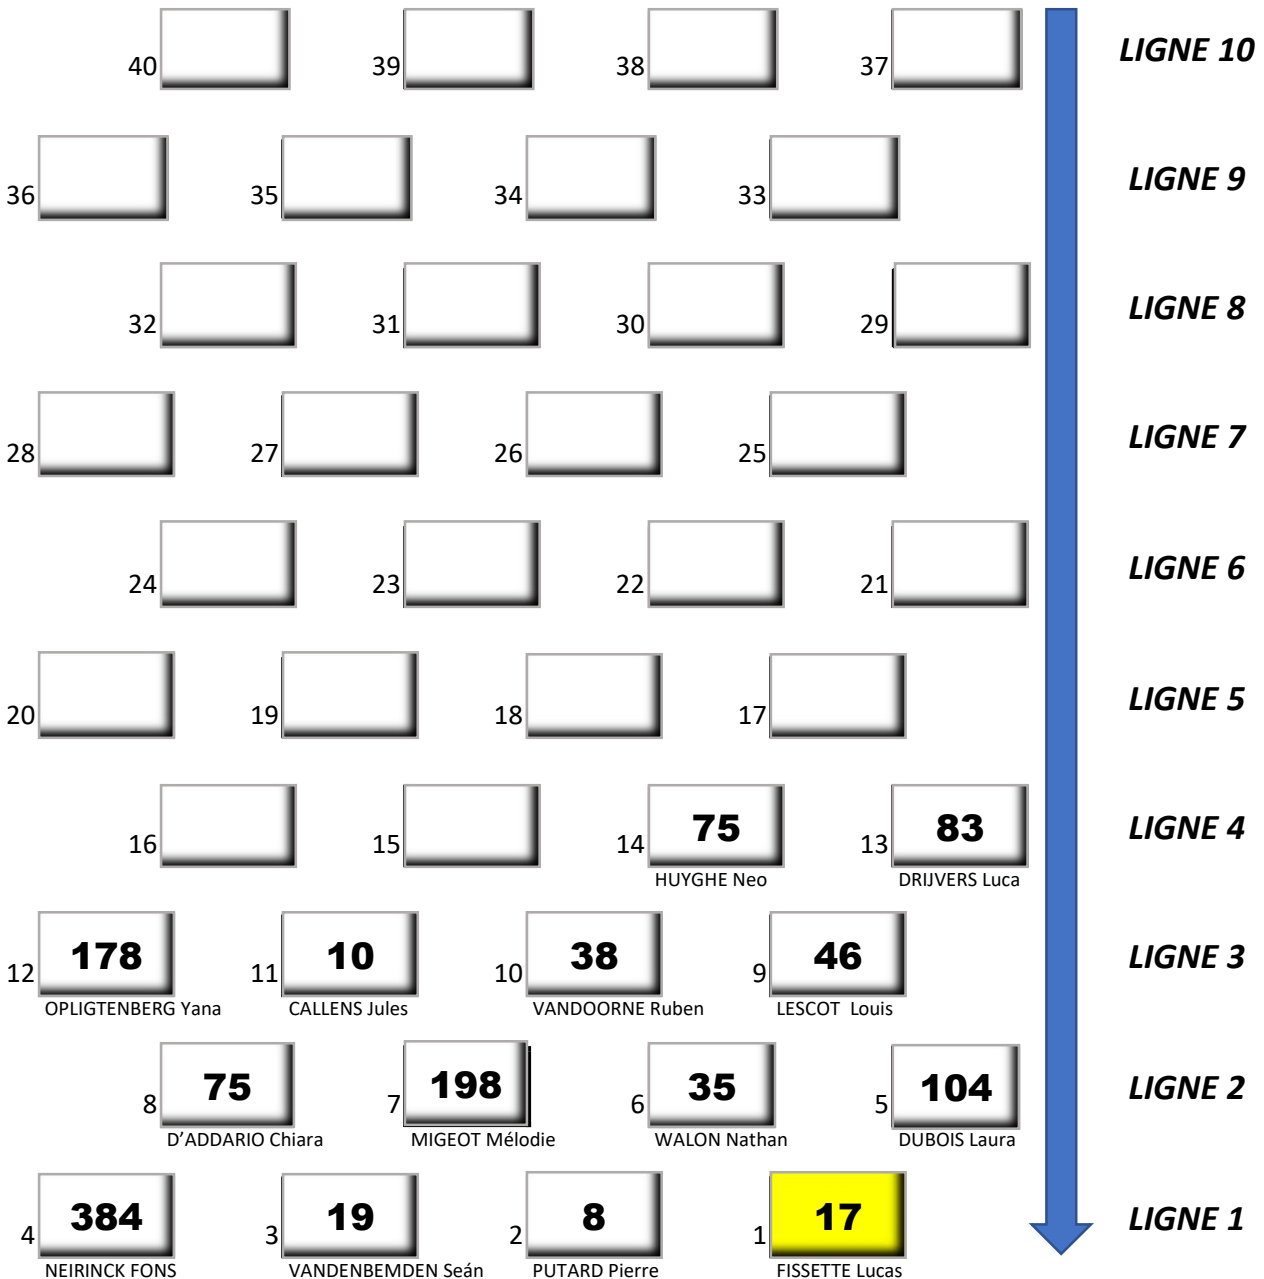 40 39 38 37 LIGNE 10
36 35 34 33 LIGNE 9
32 31 30 29 LIGNE 8
28 27 26 25 LIGNE 7
24 23 22 21 LIGNE 6
20 19 18 17 LIGNE 5
16 15 14 75 13 83 LIGNE 4
HUYGHE Neo DRIJVERS Luca
12 178 11 10 10 38 9 46 LIGNE 3
OPLIGTENBERG Yana CALLENS Jules VANDOORNE Ruben LESCOT Louis
8 75 7 198 6 35 5 104 LIGNE 2
D'ADDARIO Chiara MIGEOT Mélodie WALON Nathan DUBOIS Laura
4 384 3 19 2 8 1 17 LIGNE 1
NEIRINCK FONS VANDENBEMDEN Seán PUTARD Pierre FISSETTE Lucas